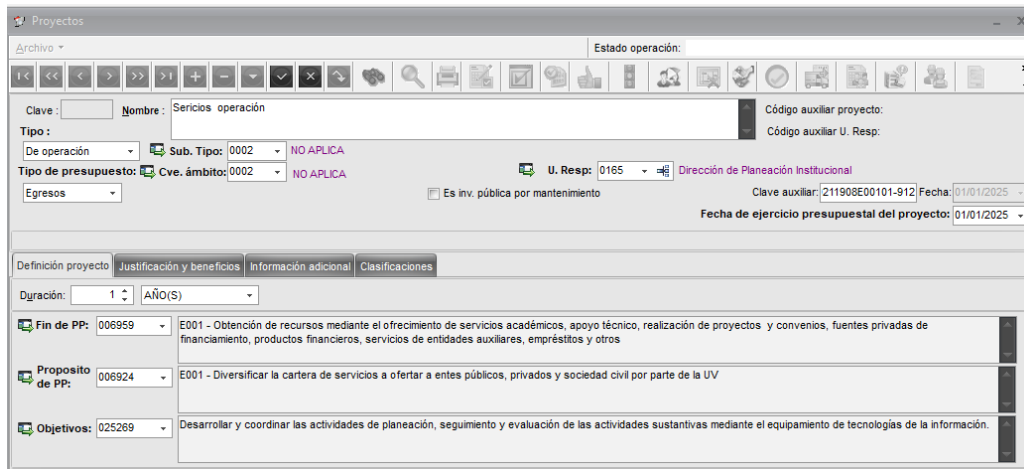 Proyectos
Archivo
Estado operación:
Clave :
Nombre :
Sericios operación
Código auxiliar proyecto:
Tipo :
Código auxiliar U. Resp:
De operación
Sub. Tipo:
0002
NO APLICA
Tipo de presupuesto:
Cve. ámbito:
0002
NO APLICA
U. Resp:
0165
Dirección de Planeación Institucional
Egresos
Es inv. pública por mantenimiento
Clave auxiliar:
211908E00101-912
Fecha:
01/01/2025
Fecha de ejercicio presupuestal del proyecto:
01/01/2025
Definición proyecto
Justificación y beneficios
Información adicional
Clasificaciones
Duración:
1
AÑO(S)
Fin de PP:
006959
E001 - Obtención de recursos mediante el ofrecimiento de servicios académicos, apoyo técnico, realización de proyectos y convenios, fuentes privadas de
financiamiento, productos financieros, servicios de entidades auxiliares, empréstitos y otros
Proposito
de PP:
006924
E001 - Diversificar la cartera de servicios a ofertar a entes públicos, privados y sociedad civil por parte de la UV
Objetivos:
025269
Desarrollar y coordinar las actividades de planeación, seguimiento y evaluación de las actividades sustantivas mediante el equipamiento de tecnologías de la información.